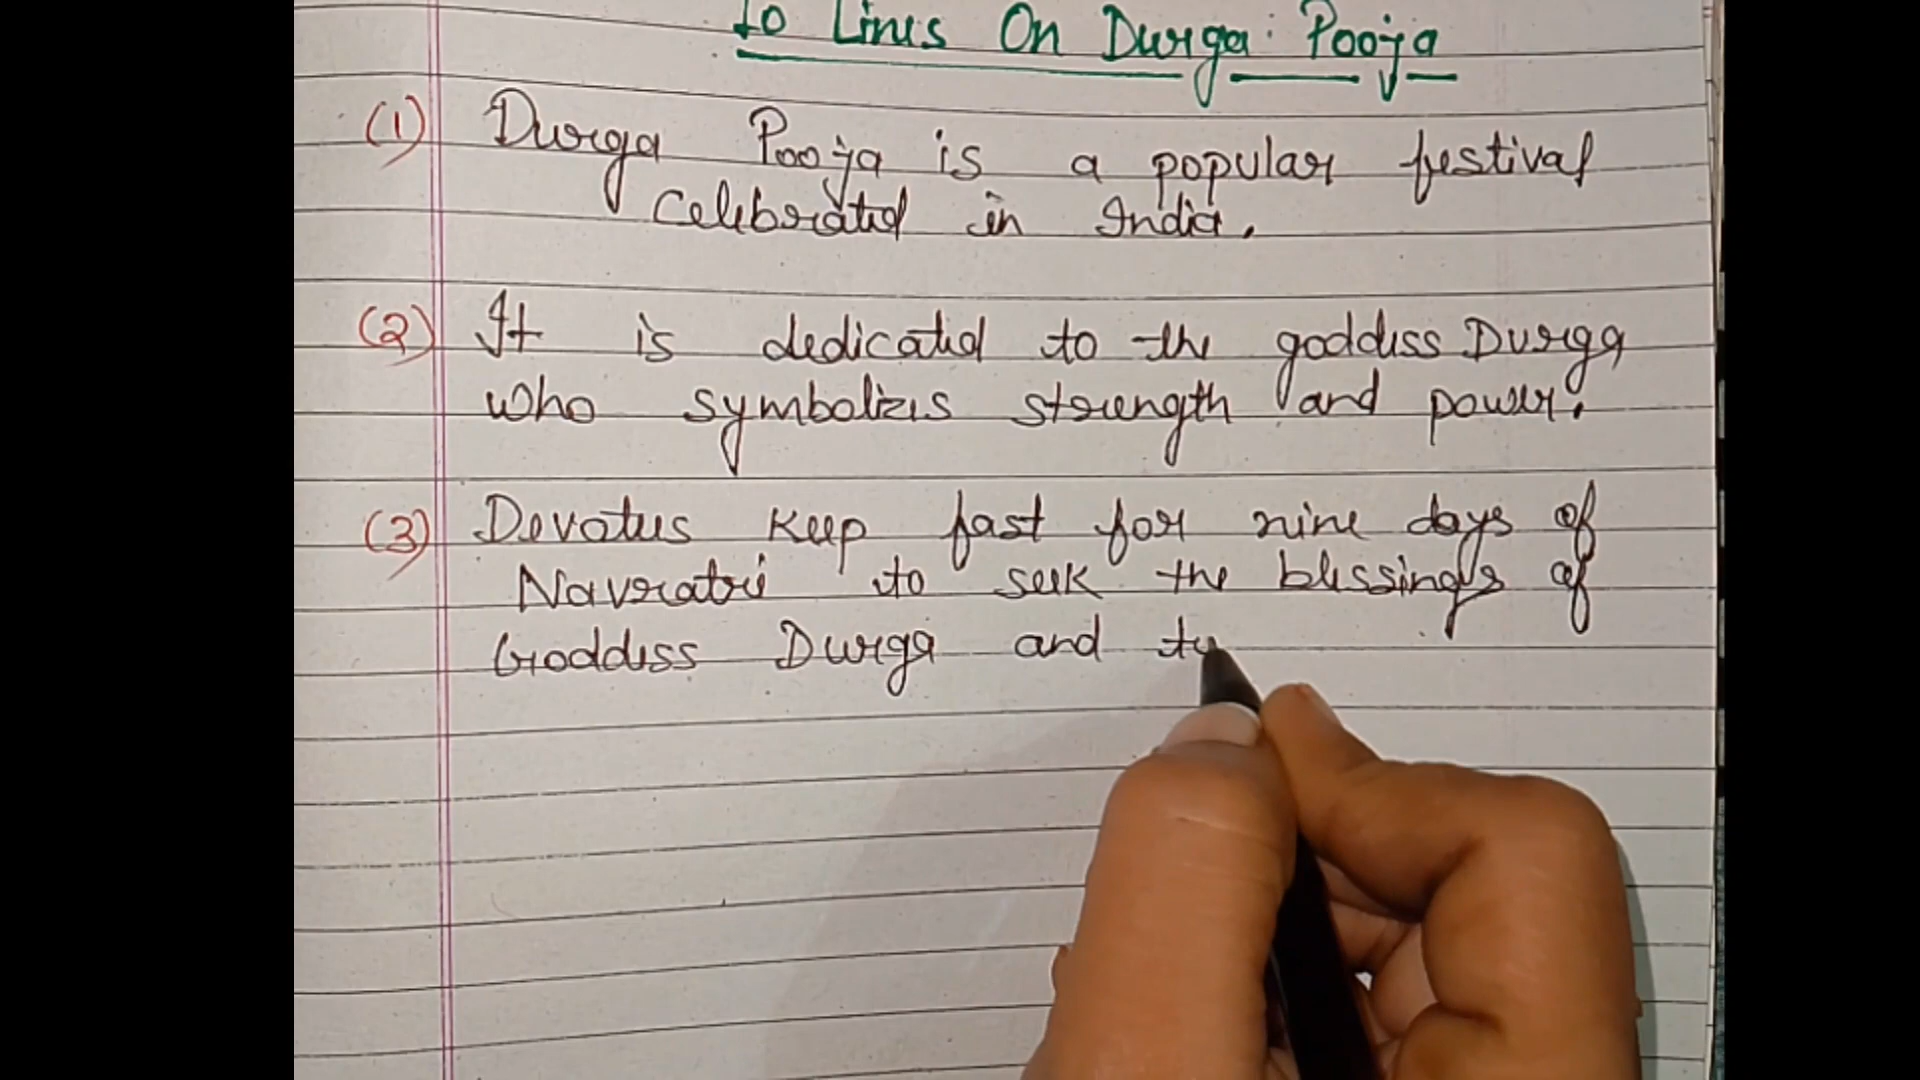 10 Lines On Durga Pooja
(1) Durga Pooja is a popular festival
Celebrated in India.
(2) It is dedicated to the goddess Durga
who symbolizes strength and power.
(3) Devotees keep fast for nine days of
Navratri to seek the blessings of
Goddess Durga and